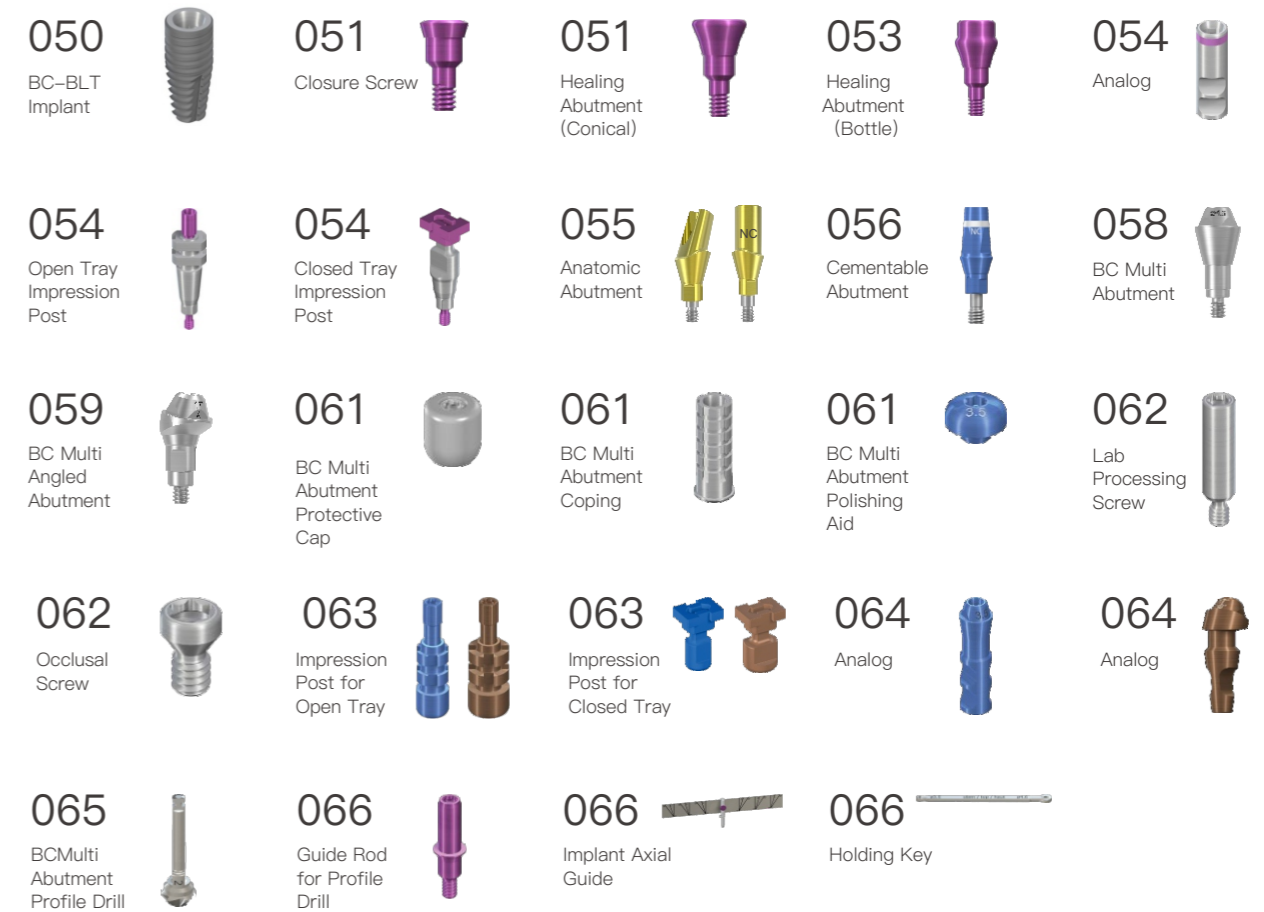 050
BC-BLT
Implant
051
Closure Screw
051
Healing
Abutment
(Conical)
053
Healing
Abutment
(Bottle)
054
Analog
054
Open Tray
Impression
Post
054
Closed Tray
Impression
Post
055
Anatomic
Abutment
NC
056
Cementable
Abutment
NC
058
BC Multi
Abutment
059
BC Multi
Angled
Abutment
061
BC Multi
Abutment
Protective
Cap
061
BC Multi
Abutment
Coping
061
BC Multi
Abutment
Polishing
Aid
3.5
062
Lab
Processing
Screw
062
Occlusal
Screw
063
Impression
Post for
Open Tray
063
Impression
Post for
Closed Tray
064
Analog
064
Analog
065
BCMulti
Abutment
Profile Drill
066
Guide Rod
for Profile
Drill
066
Implant Axial
Guide
066
Holding Key